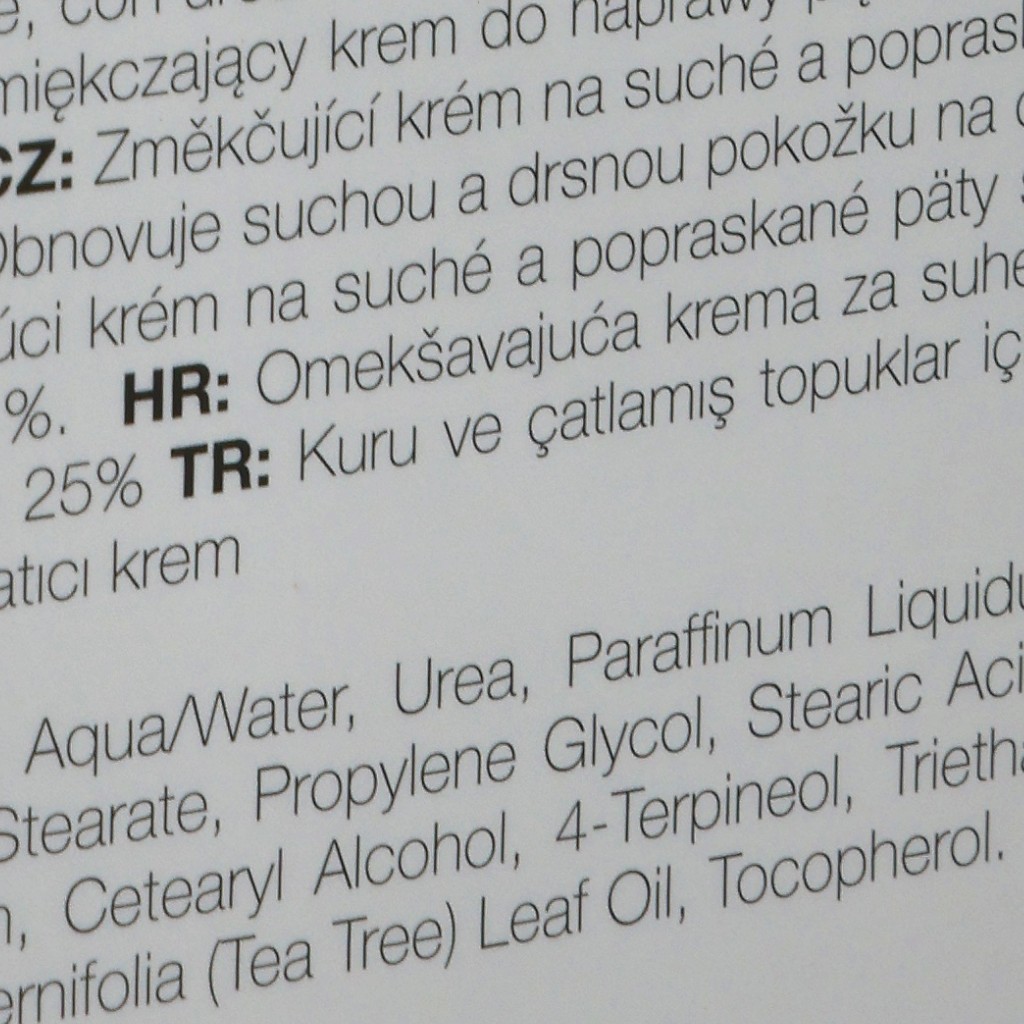 miękczający krem do naprawy
CZ: Změkčující krém na suché a popras
Obnovuje suchou a drsnou pokožku na
úci krém na suché a popraskané päty
%. HR: Omekšavajuća krema za suhe
25% TR: Kuru ve çatlamış topuklar iç
atıcı krem
Aqua/Water, Urea, Paraffinum Liquidu
Stearate, Propylene Glycol, Stearic Aci
, Cetearyl Alcohol, 4-Terpineol, Trietha
ernifolia (Tea Tree) Leaf Oil, Tocopherol.